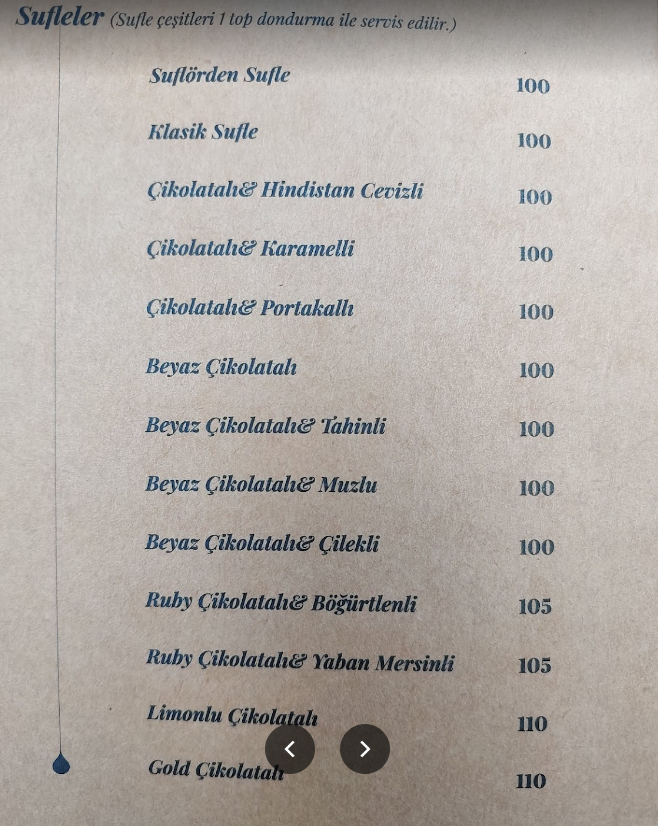 Sufleler (Sufle çeşitleri 1 top dondurma ile servis edilir.)
Suflörden Sufle 100
Klasik Sufle 100
Çikolatalı& Hindistan Cevizli 100
Çikolatalı& Karamelli 100
Çikolatalı& Portakallı 100
Beyaz Çikolatalı 100
Beyaz Çikolatalı& Tahinli 100
Beyaz Çikolatalı& Muzlu 100
Beyaz Çikolatalı& Çilekli 100
Ruby Çikolatalı& Böğürtlenli 105
Ruby Çikolatalı& Yaban Mersinli 105
Limonlu Çikolatalı 110
Gold Çikolatalı 110